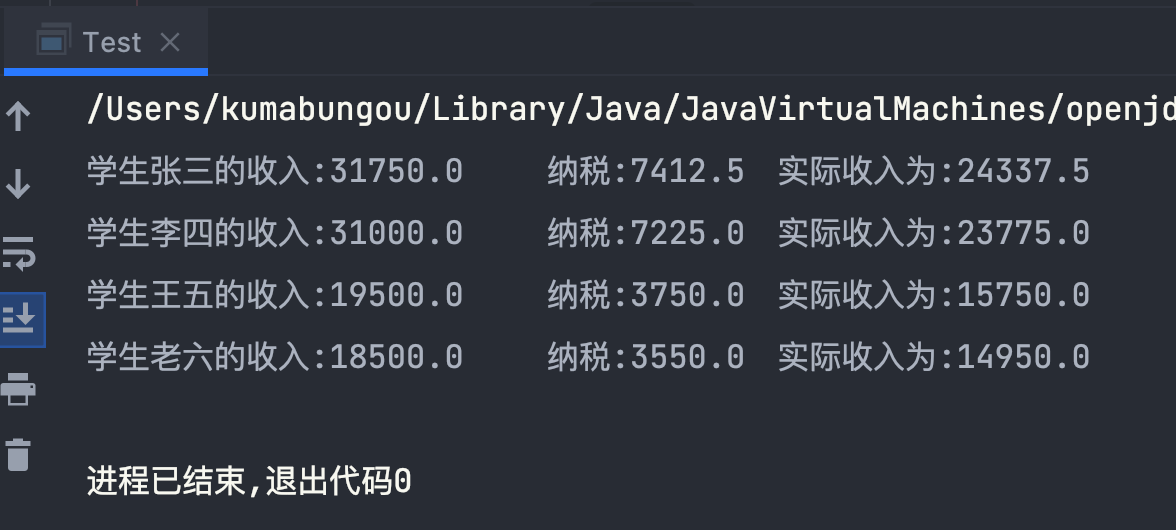 Test
/Users/kumabungou/Library/Java/JavaVirtualMachines/openjd
学生张三的收入:31750.0 纳税:7412.5 实际收入为:24337.5
学生李四的收入:31000.0 纳税:7225.0 实际收入为:23775.0
学生王五的收入:19500.0 纳税:3750.0 实际收入为:15750.0
学生老六的收入:18500.0 纳税:3550.0 实际收入为:14950.0
进程已结束,退出代码0